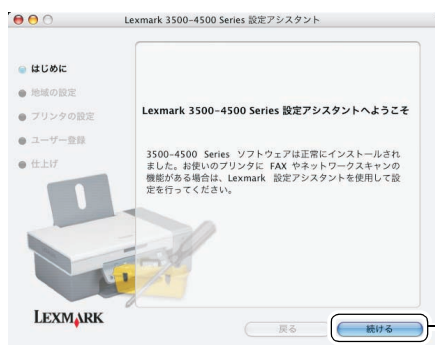 Lexmark 3500-4500 Series 設定アシスタント
はじめに
地域の設定
プリンタの設定
ユーザー登録
仕上げ
Lexmark 3500-4500 Series 設定アシスタントへようこそ
3500-4500 Series ソフトウェアは正常にインストールされ
ました。お使いのプリンタに FAX やネットワークスキャンの
機能がある場合は、Lexmark 設定アシスタントを使用して設
定を行ってください。
LEXMARK
戻る
続ける